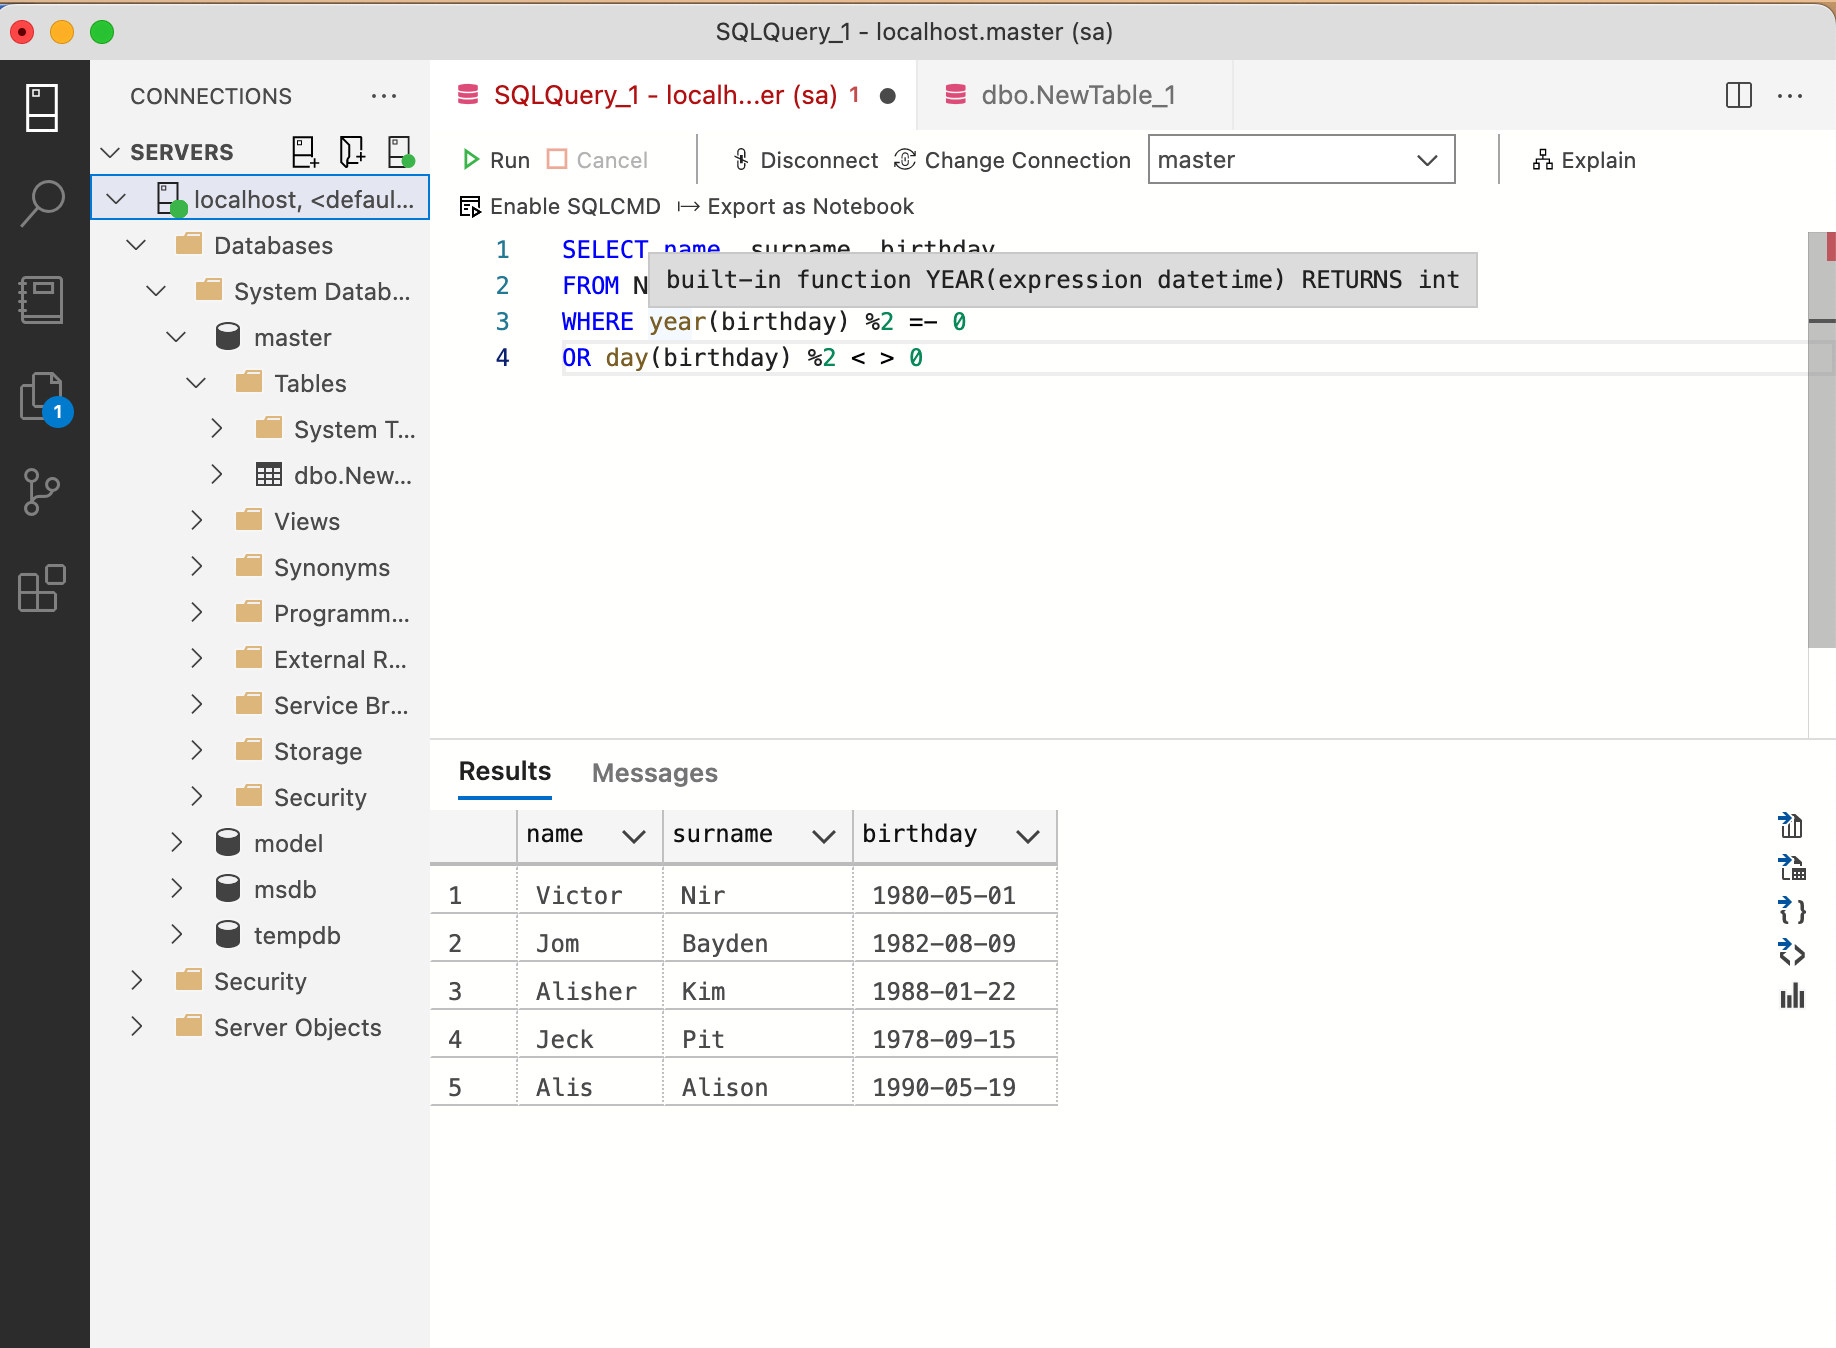 SQLQuery_1 - localhost.master (sa)
CONNECTIONS
SERVERS
localhost, <defaul...
Databases
System Datab...
master
Tables
System T...
dbo.New...
Views
Synonyms
Programm...
External R...
Service Br...
Storage
Security
model
msdb
tempdb
Security
Server Objects
1
SQLQuery_1 - localh...er (sa) 1
dbo.NewTable_1
Run Cancel Disconnect Change Connection master Explain
Enable SQLCMD Export as Notebook
1 SELECT name, surname, birthday
built-in function YEAR(expression datetime) RETURNS int
2 FROM N
3 WHERE year(birthday) %2 =- 0
4 OR day(birthday) %2 < > 0
Results Messages
name surname birthday
1 Victor Nir 1980-05-01
2 Jom Bayden 1982-08-09
3 Alisher Kim 1988-01-22
4 Jeck Pit 1978-09-15
5 Alis Alison 1990-05-19